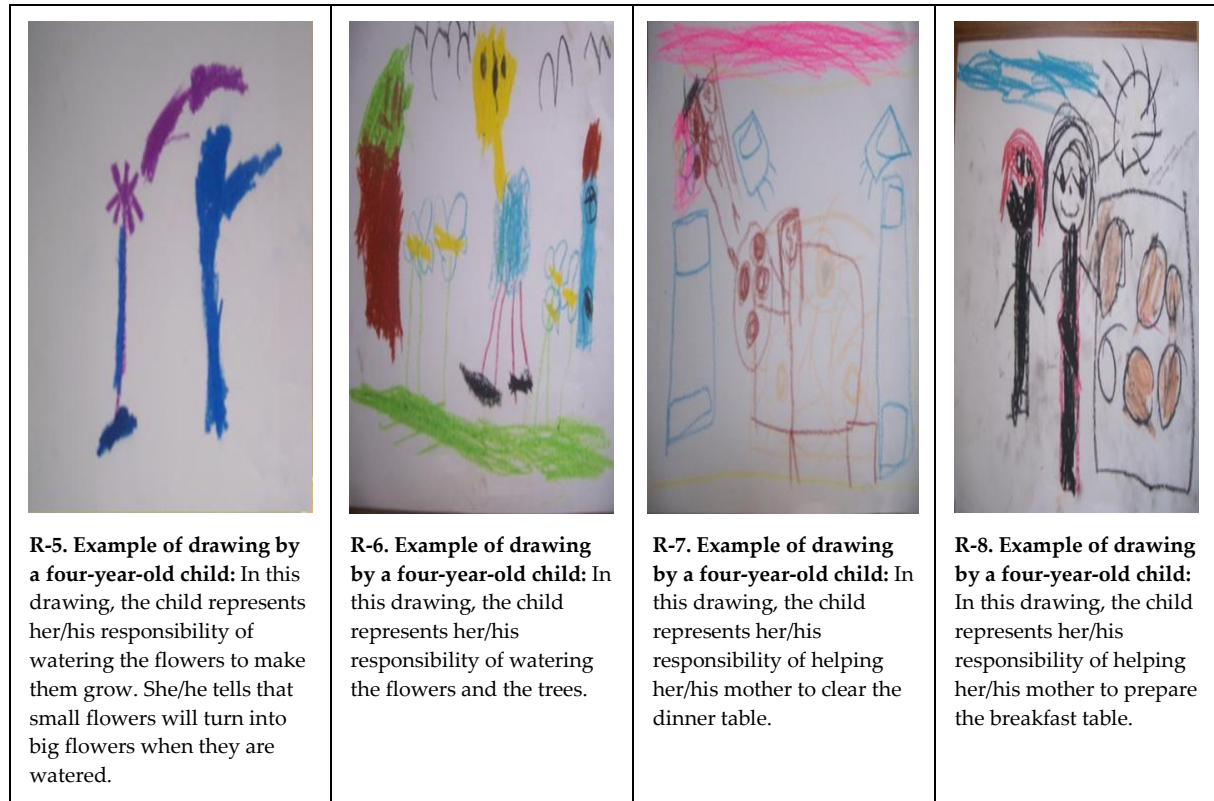 R-5. Example of drawing by
a four-year-old child: In this
drawing, the child represents
her/his responsibility of
watering the flowers to make
them grow. She/he tells that
small flowers will turn into
big flowers when they are
watered.
R-6. Example of drawing
by a four-year-old child: In
this drawing, the child
represents her/his
responsibility of watering
the flowers and the trees.
R-7. Example of drawing
by a four-year-old child: In
this drawing, the child
represents her/his
responsibility of helping
her/his mother to clear the
dinner table.
R-8. Example of drawing
by a four-year-old child:
In this drawing, the child
represents her/his
responsibility of helping
her/his mother to prepare
the breakfast table.